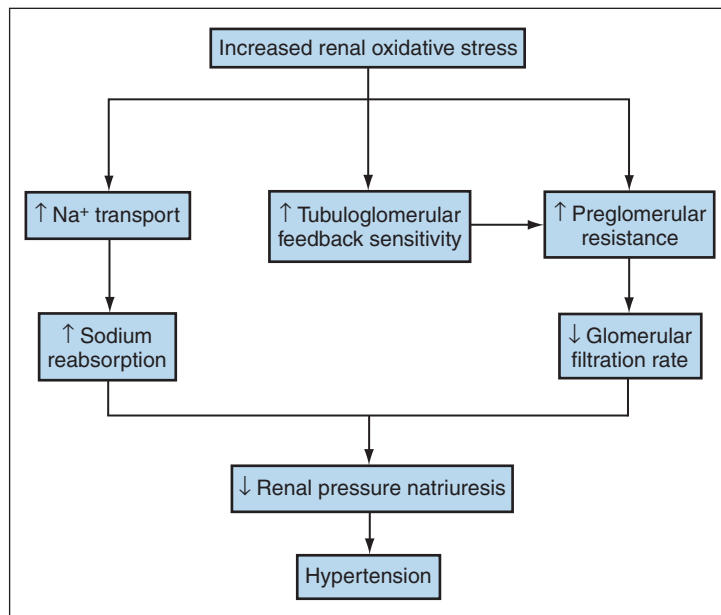 Increased renal oxidative stress
↑ Na⁺ transport
↑ Tubuloglomerular
feedback sensitivity
↑ Preglomerular
resistance
↑ Sodium
reabsorption
↓ Glomerular
filtration rate
↓ Renal pressure natriuresis
Hypertension